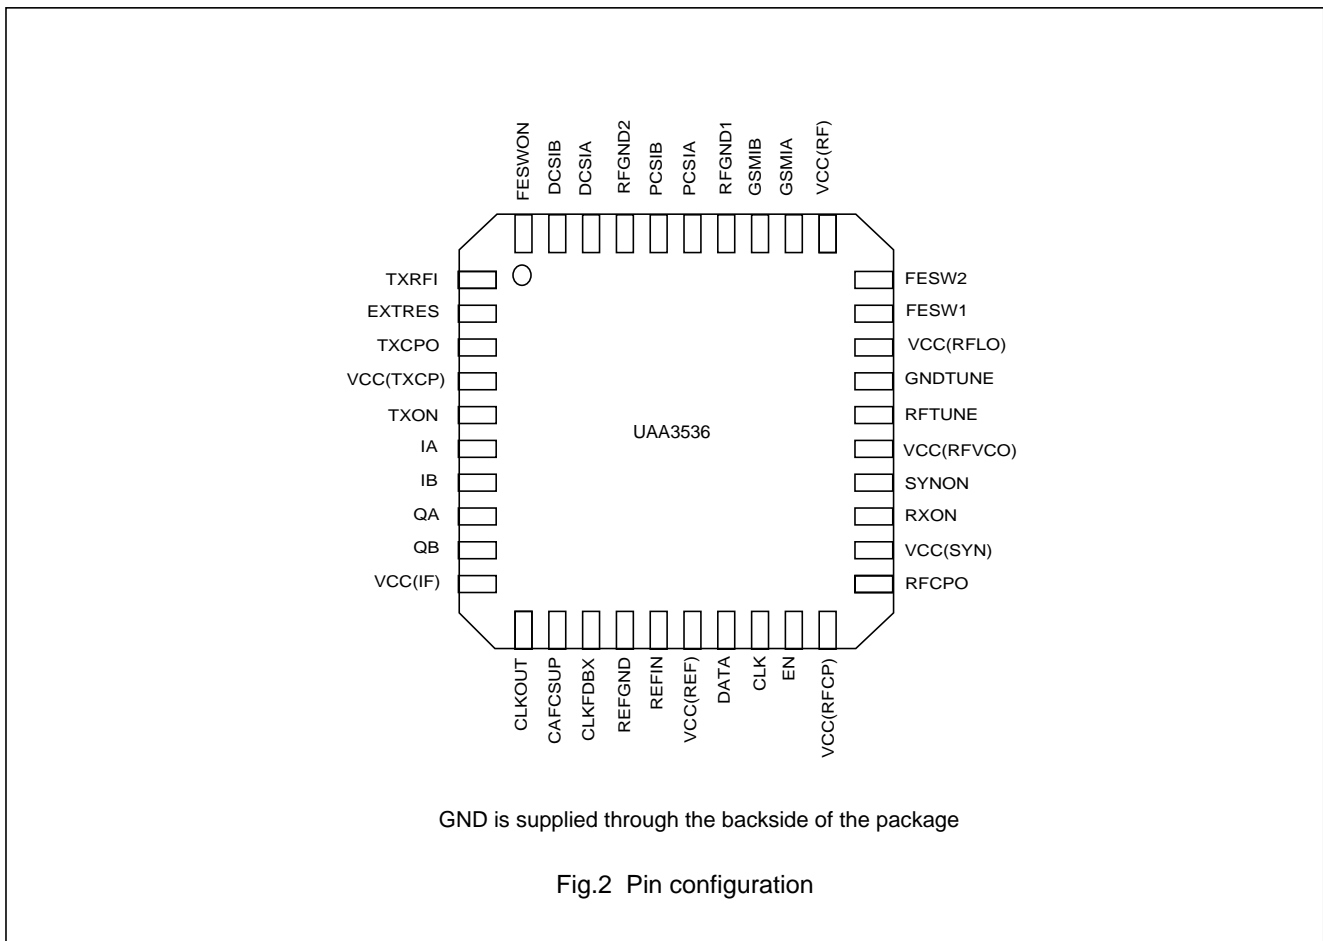 FESWON
DCSIB
DCSIA
RFGND2
PCSIB
PCSIA
RFGND1
GSMIB
GSMIA
VCC(RF)
TXRFI
EXTRES
TXCPO
VCC(TXCP)
TXON
IA
IB
QA
QB
VCC(IF)
UAA3536
FESW2
FESW1
VCC(RFLO)
GNDTUNE
RFTUNE
VCC(RFVCO)
SYNON
RXON
VCC(SYN)
RFCPO
CLKOUT
CAFCSUP
CLKFDBX
REFGND
REFIN
VCC(REF)
DATA
CLK
EN
VCC(RFCP)
GND is supplied through the backside of the package
Fig.2 Pin configuration